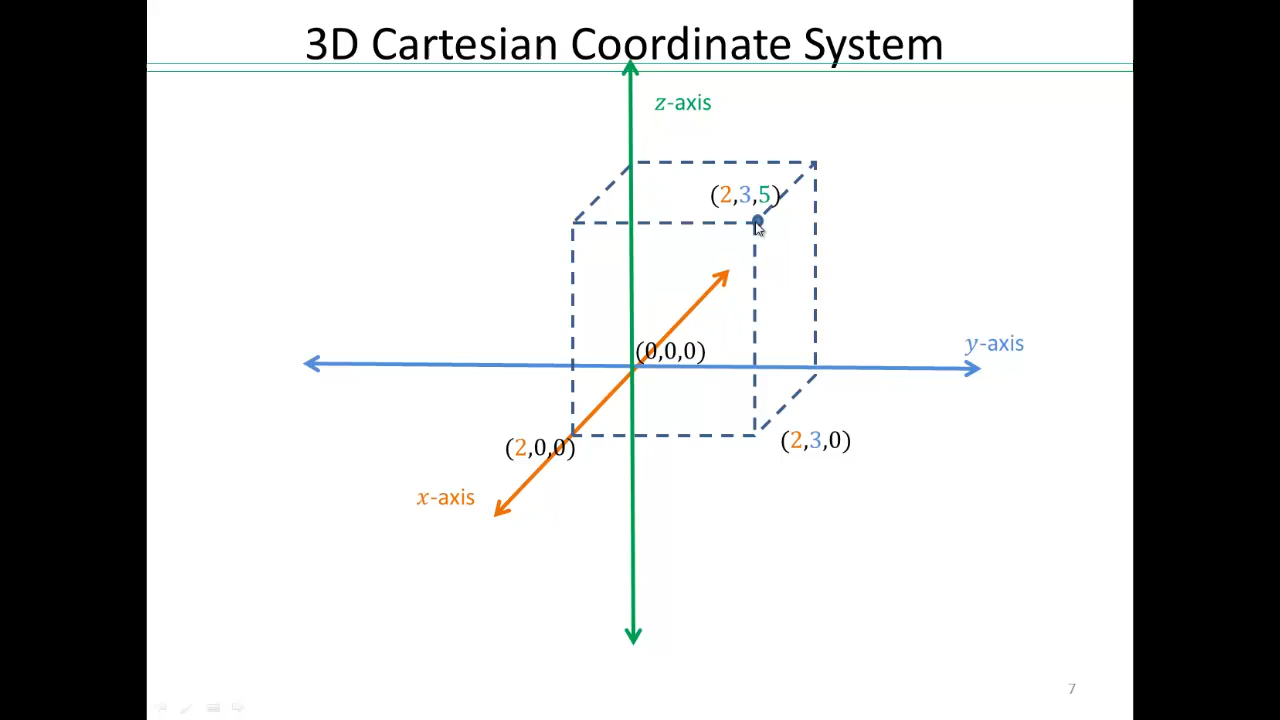 3D Cartesian Coordinate System
z-axis
(2,3,5)
y-axis
(0,0,0)
(2,3,0)
(2,0,0)
x-axis
7